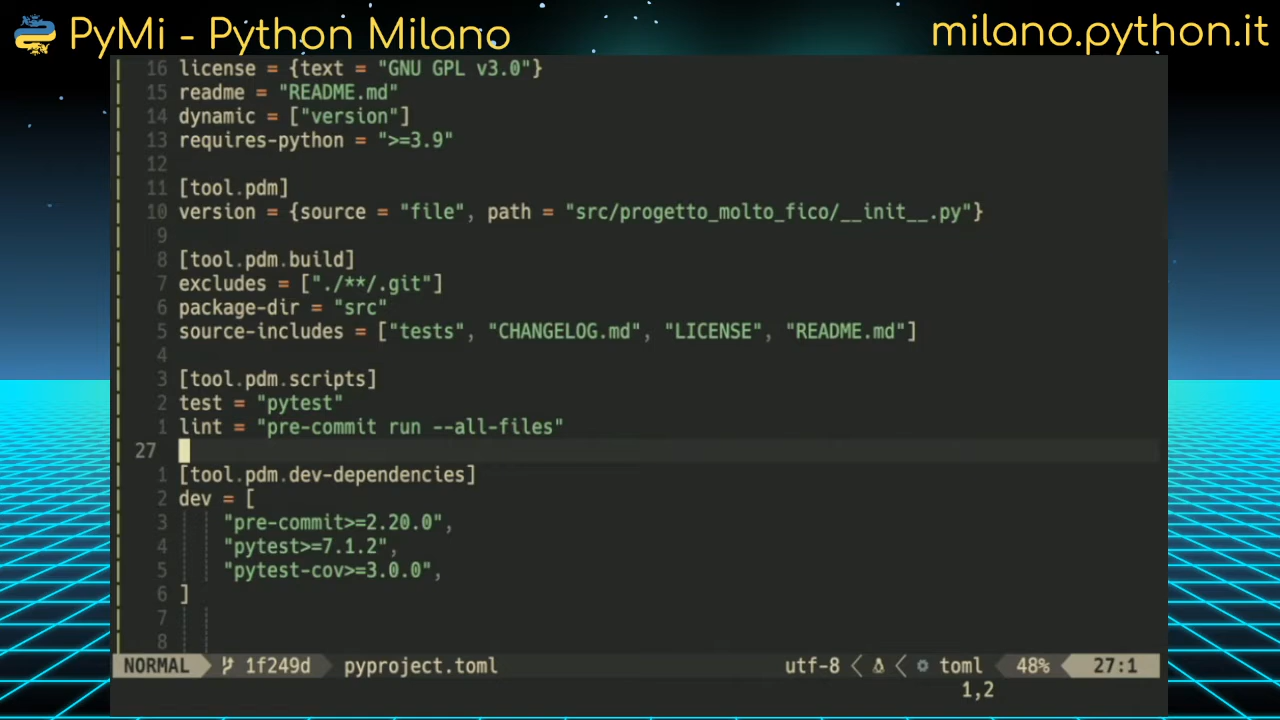 PyMi - Python Milano
milano.python.it
16 license = {text = "GNU GPL v3.0"}
15 readme = "README.md"
14 dynamic = ["version"]
13 requires-python = ">=3.9"
12
11 [tool.pdm]
10 version = {source = "file", path = "src/progetto_molto_fico/__init__.py"}
9
8 [tool.pdm.build]
7 excludes = ["./**/.git"]
6 package-dir = "src"
5 source-includes = ["tests", "CHANGELOG.md", "LICENSE", "README.md"]
4
3 [tool.pdm.scripts]
2 test = "pytest"
1 lint = "pre-commit run --all-files"
27
1 [tool.pdm.dev-dependencies]
2 dev = [
3 "pre-commit>=2.20.0",
4 "pytest>=7.1.2",
5 "pytest-cov>=3.0.0",
6 ]
7
8
NORMAL 1f249d pyproject.toml utf-8 toml 48% 27:1
1,2